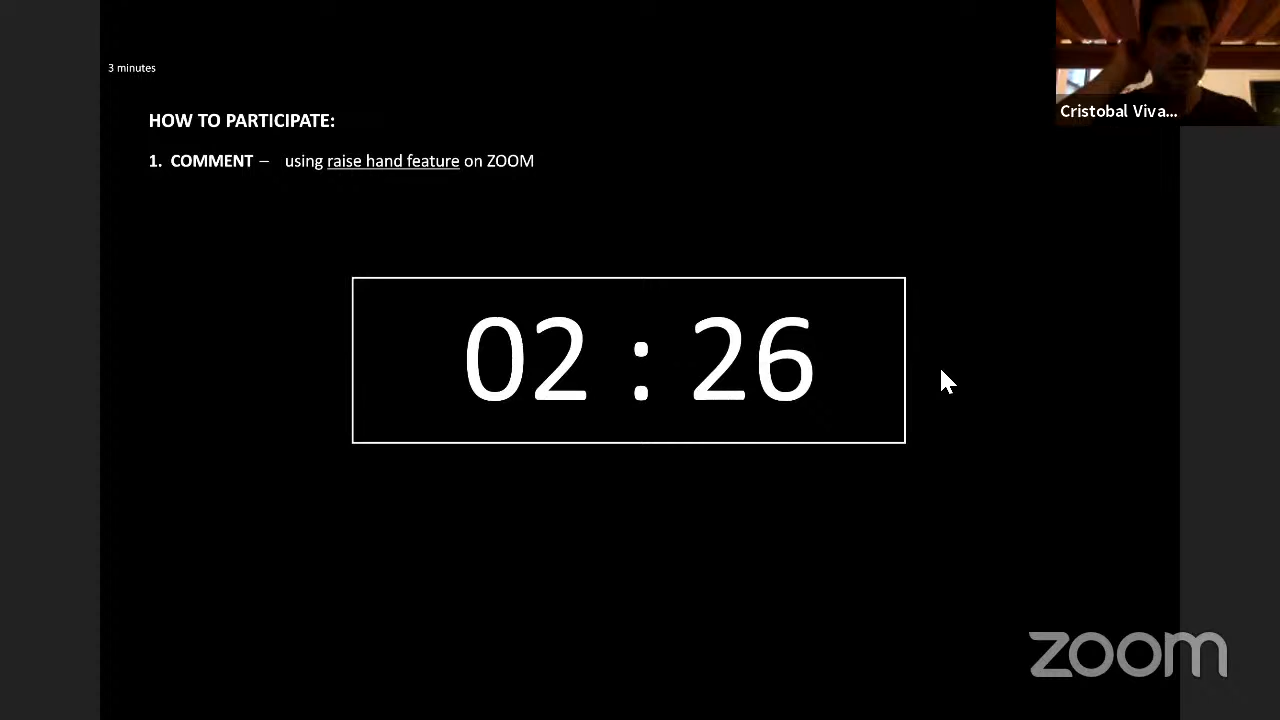 3 minutes
Cristobal Viva...
HOW TO PARTICIPATE:
1. COMMENT – using raise hand feature on ZOOM
02 : 26
zoom